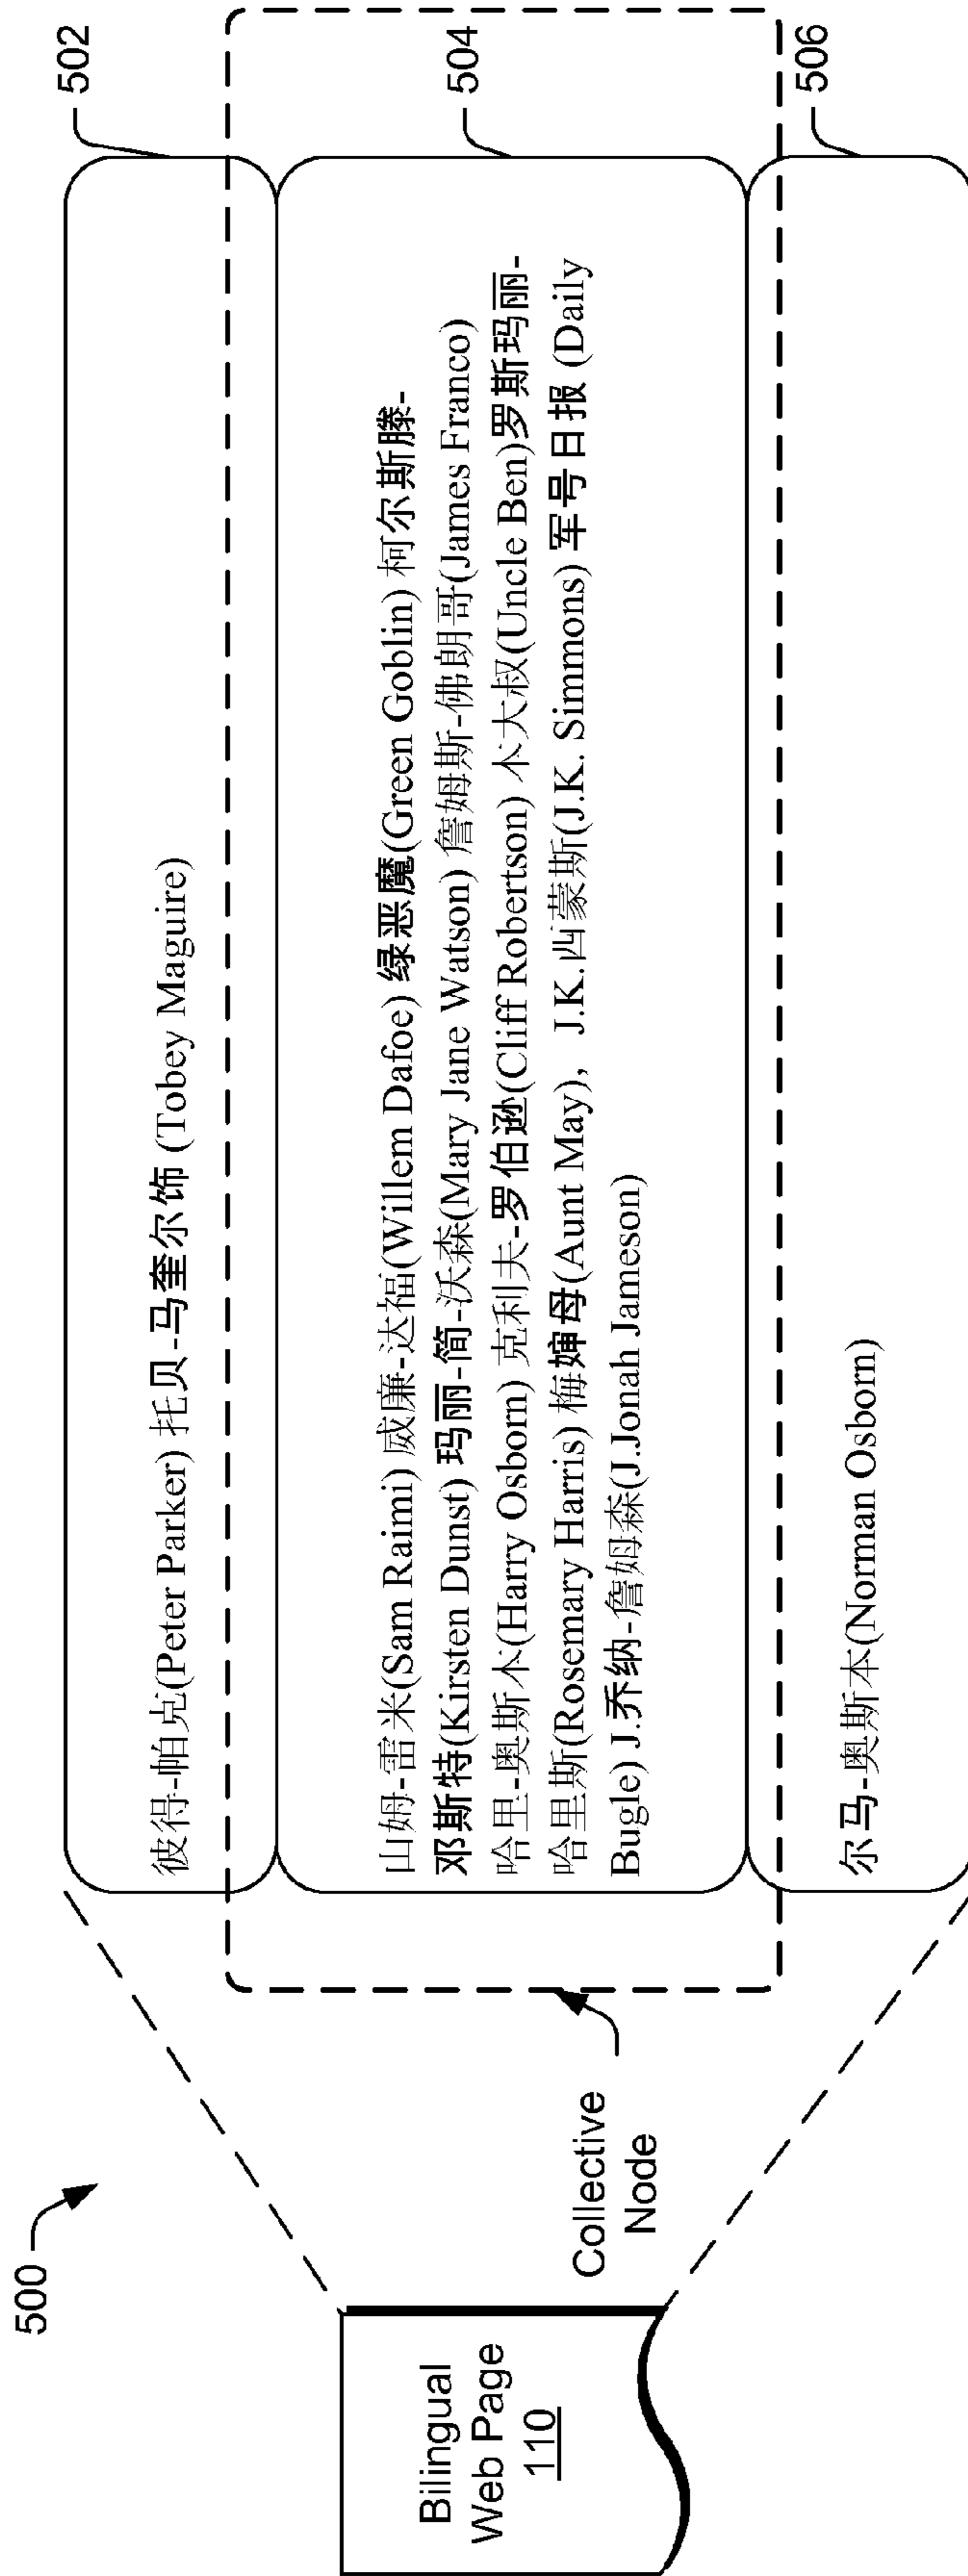 500
Bilingual
Web Page
110
Collective
Node
502
彼得-帕克(Peter Parker) 托贝-马奎尔饰 (Tobey Maguire)
504
山姆-雷米(Sam Raimi) 威廉-达福(Willem Dafoe) 绿恶魔(Green Goblin) 柯尔斯滕-
邓斯特(Kirsten Dunst) 玛丽-简-沃森(Mary Jane Watson) 詹姆斯-佛朗哥(James Franco)
哈里-奥斯本(Harry Osborn) 克利夫-罗伯逊(Cliff Robertson) 本大叔(Uncle Ben)罗斯玛丽-
哈里斯(Rosemary Harris) 梅婶母(Aunt May), J.K.西蒙斯(J.K. Simmons) 军号日报 (Daily
Bugle) J.乔纳-詹姆森(J.Jonah Jameson)
506
尔马-奥斯本(Norman Osborn)